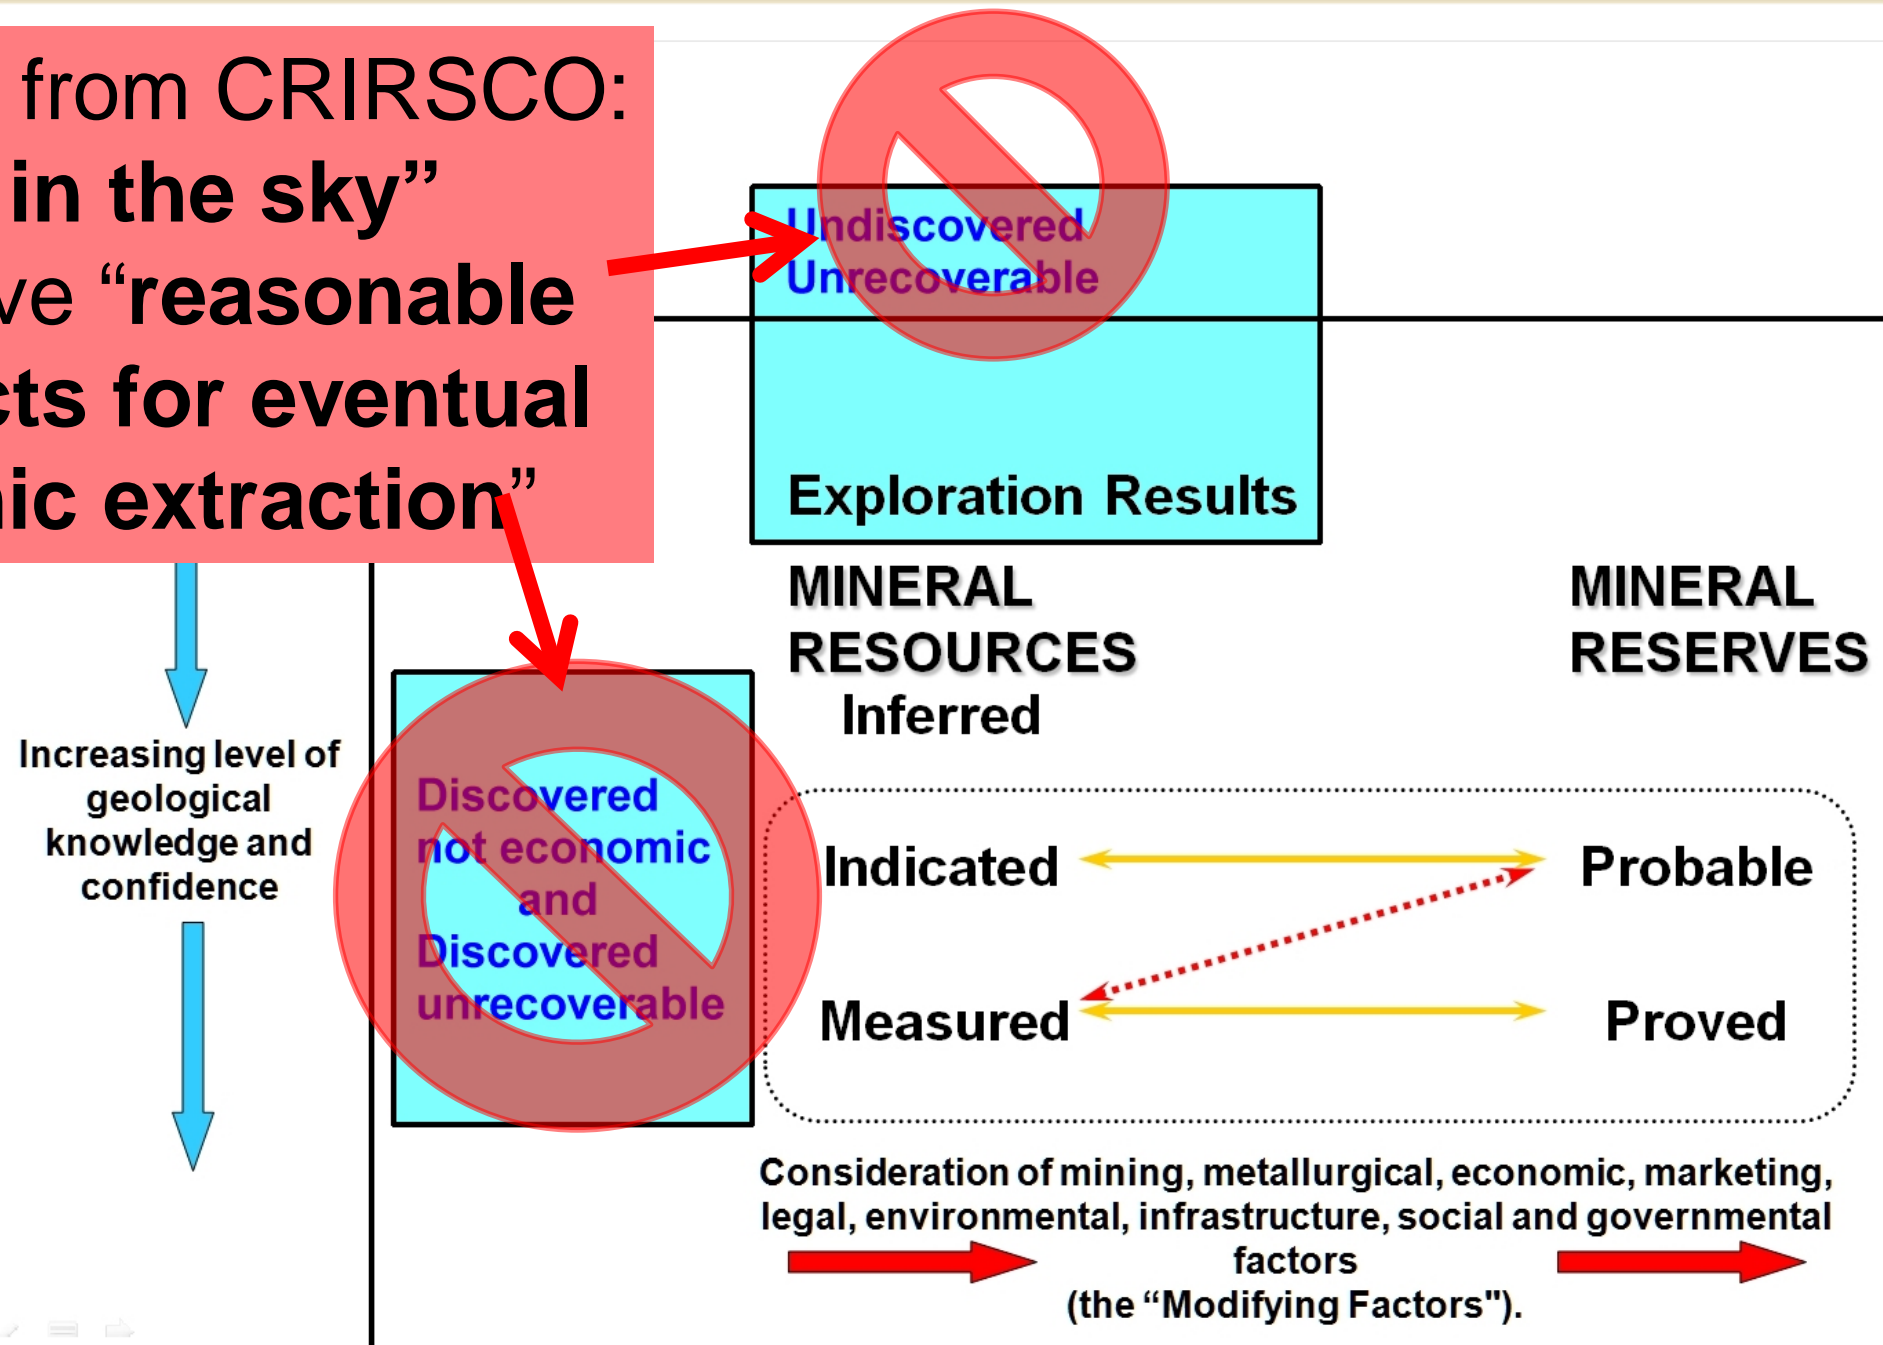 from CRIRSCO:
in the sky”
ve “reasonable
cts for eventual
nic extraction”
Undiscovered
Unrecoverable
Exploration Results
MINERAL
RESOURCES
Inferred
MINERAL
RESERVES
Increasing level of
geological
knowledge and
confidence
Discovered
not economic
and
Discovered
unrecoverable
Indicated
Probable
Measured
Proved
Consideration of mining, metallurgical, economic, marketing,
legal, environmental, infrastructure, social and governmental
factors
(the “Modifying Factors").